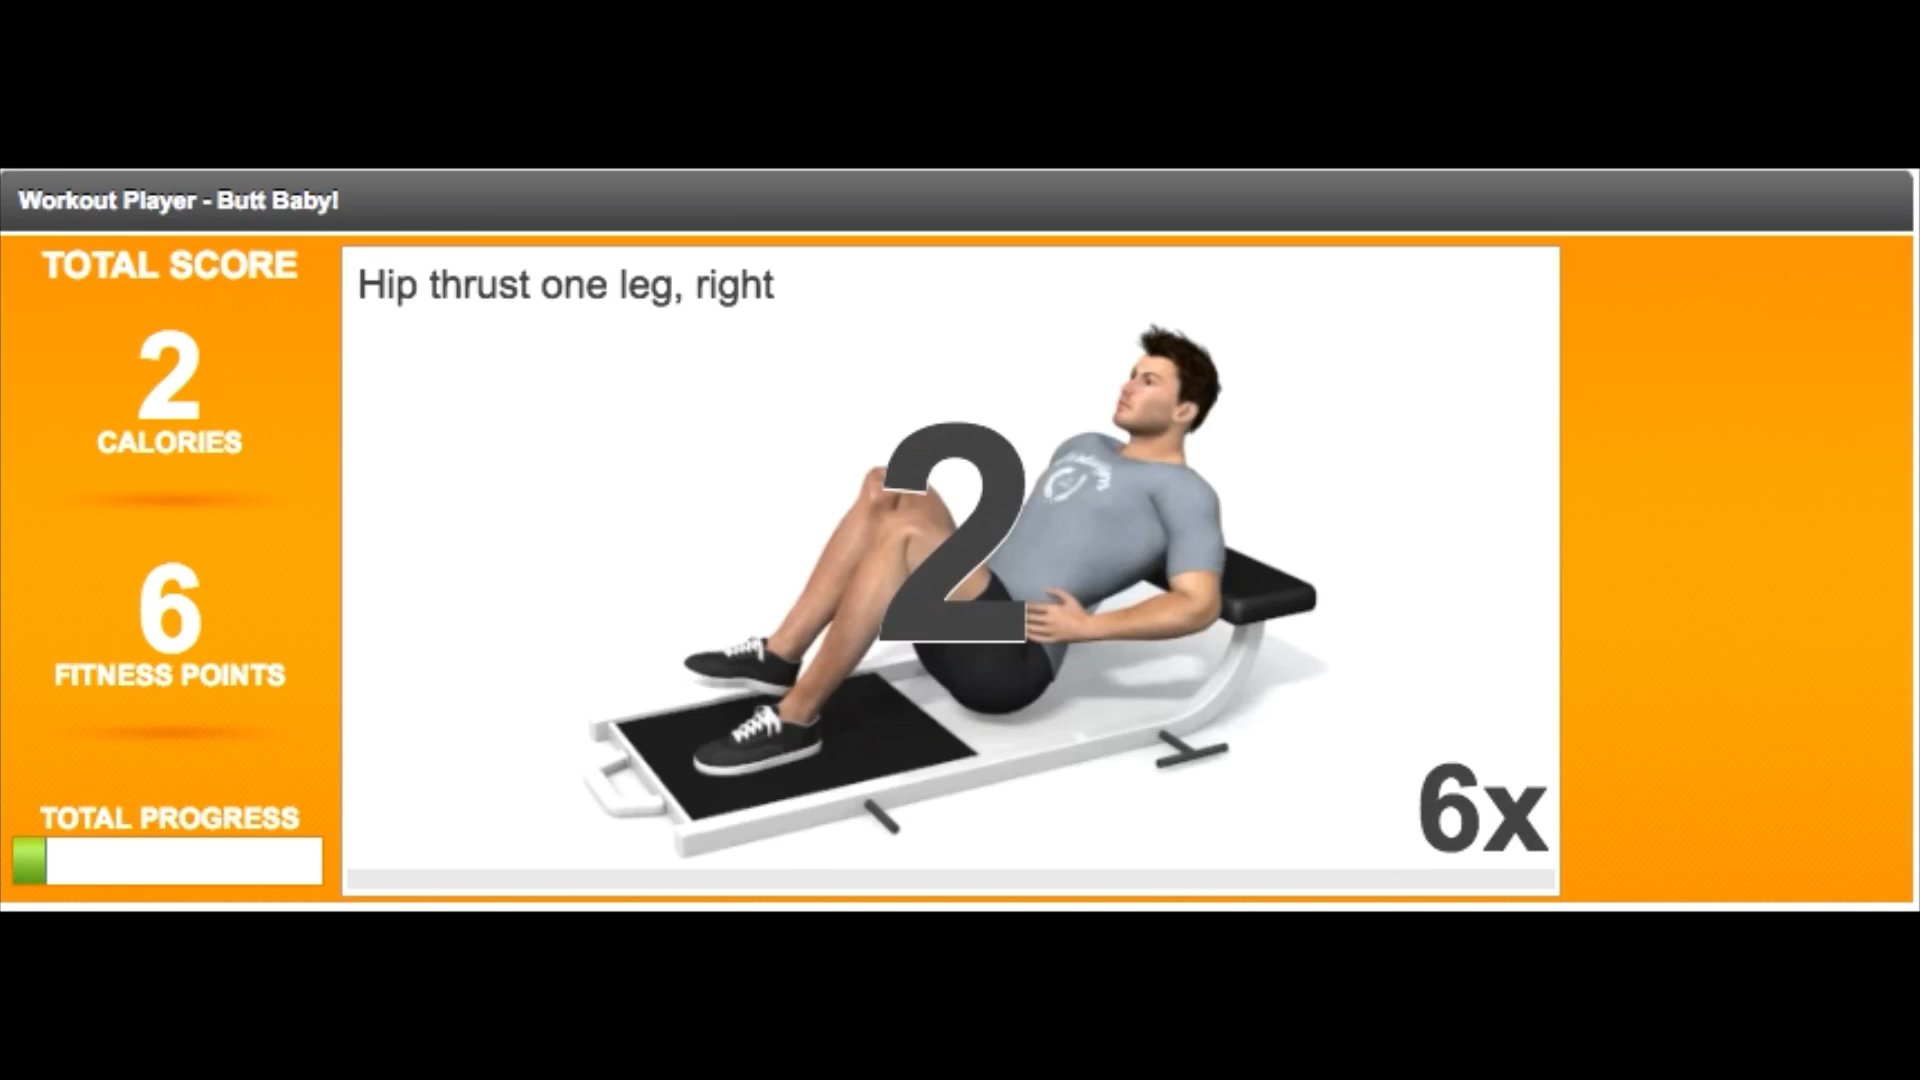 Workout Player - Butt Baby!
TOTAL SCORE
2
CALORIES
6
FITNESS POINTS
TOTAL PROGRESS
Hip thrust one leg, right
2
6x